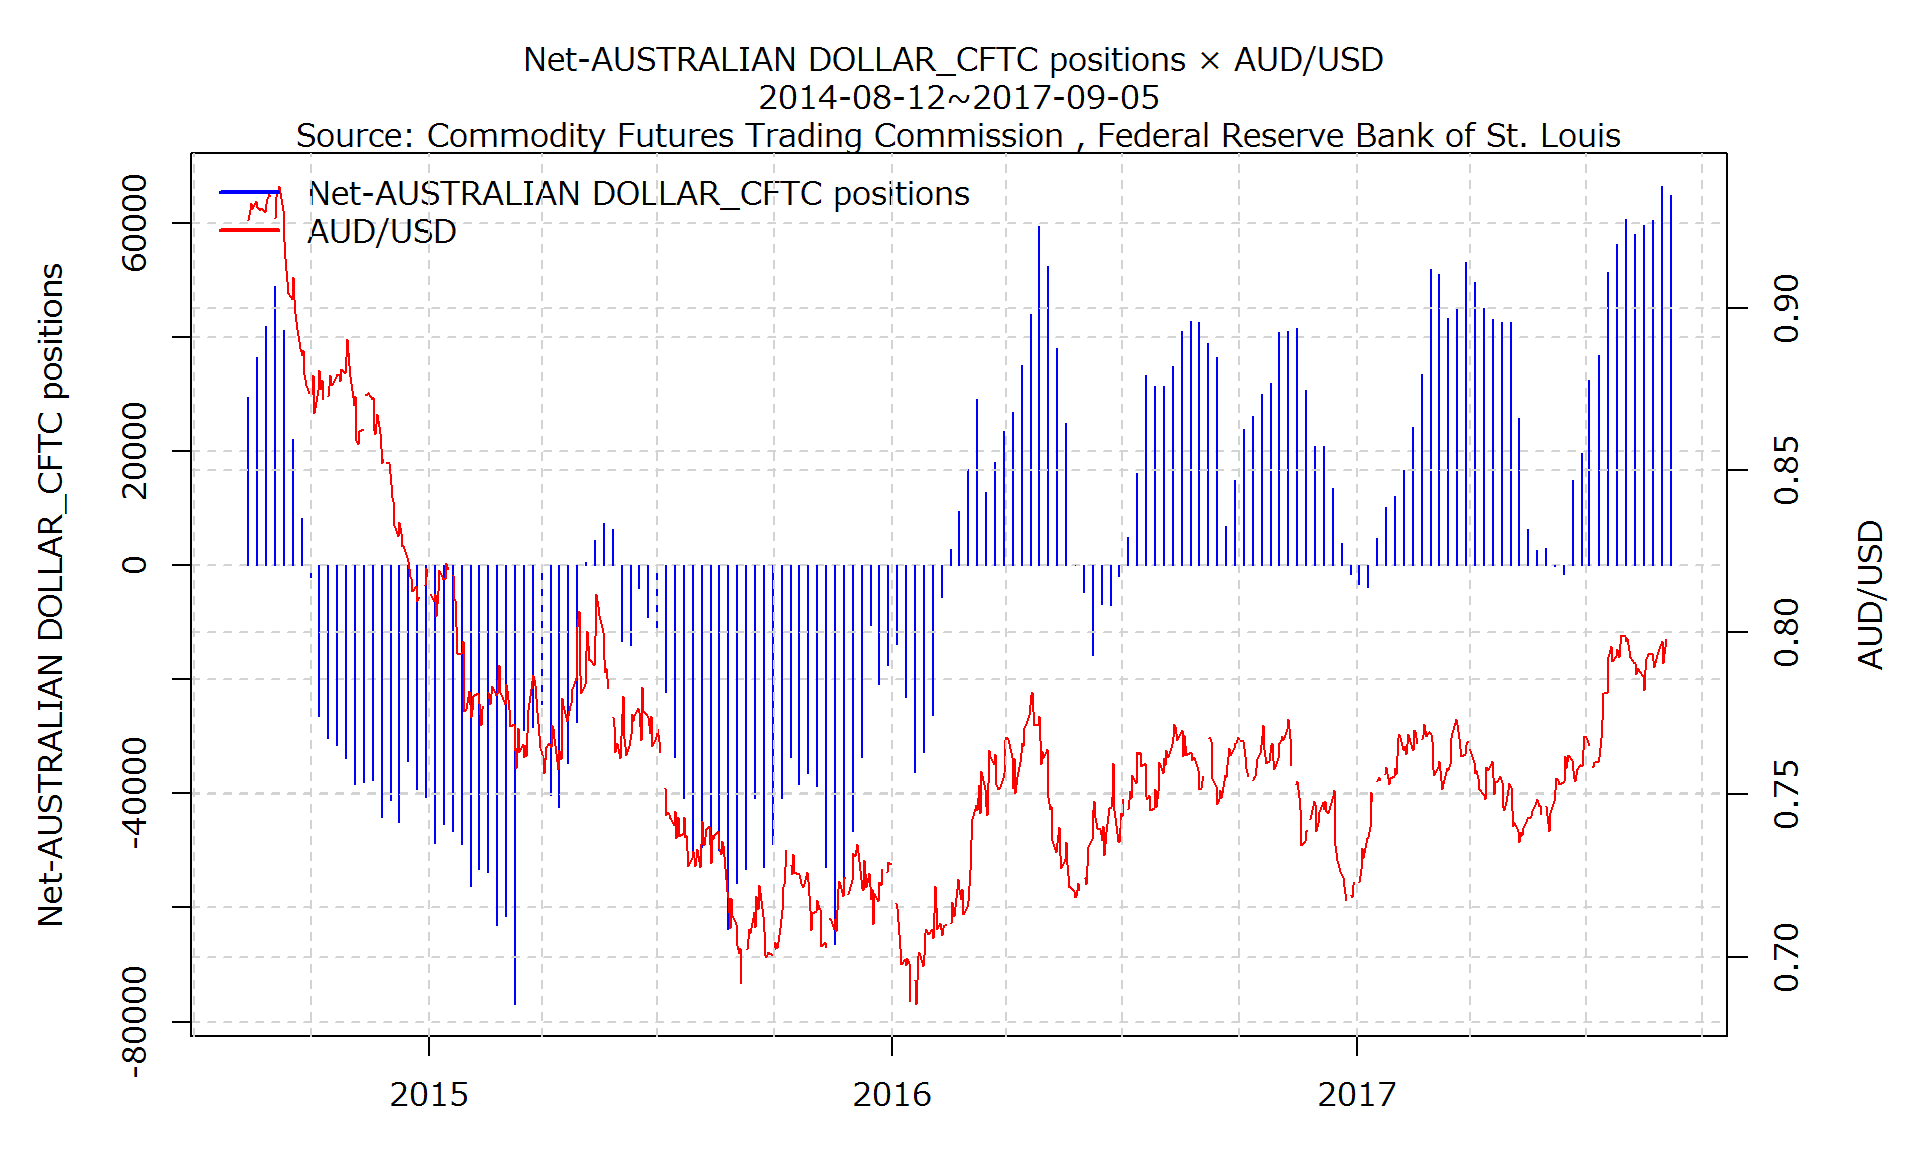 Net-AUSTRALIAN DOLLAR_CFTC positions × AUD/USD
2014-08-12~2017-09-05
Source: Commodity Futures Trading Commission , Federal Reserve Bank of St. Louis
Net-AUSTRALIAN DOLLAR_CFTC positions
AUD/USD
Net-AUSTRALIAN DOLLAR_CFTC positions
60000
20000
0
-40000
-80000
0.90
0.85
0.80
0.75
0.70
AUD/USD
2015
2016
2017